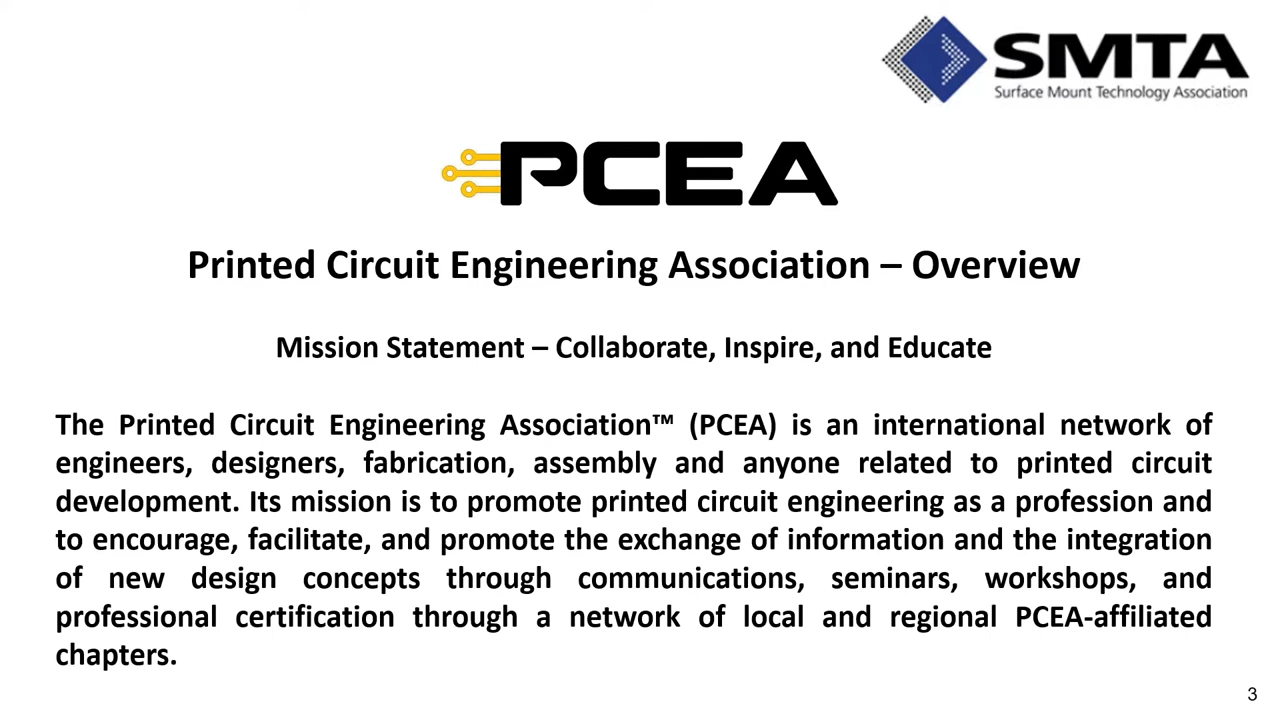 SMTA
Surface Mount Technology Association
PCEA
Printed Circuit Engineering Association – Overview
Mission Statement – Collaborate, Inspire, and Educate
The Printed Circuit Engineering Association™ (PCEA) is an international network of
engineers, designers, fabrication, assembly and anyone related to printed circuit
development. Its mission is to promote printed circuit engineering as a profession and
to encourage, facilitate, and promote the exchange of information and the integration
of new design concepts through communications, seminars, workshops, and
professional certification through a network of local and regional PCEA-affiliated
chapters.
3